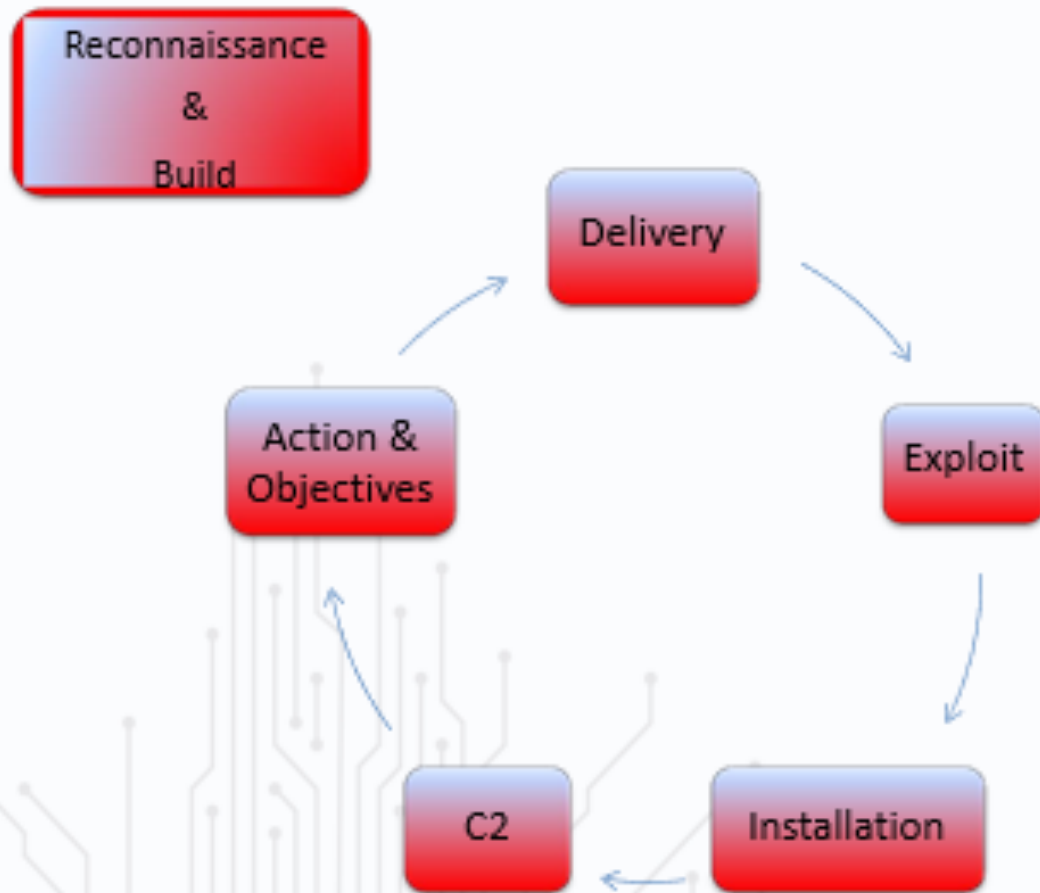 Reconnaissance
&
Build
Delivery
Exploit
Installation
C2
Action &
Objectives